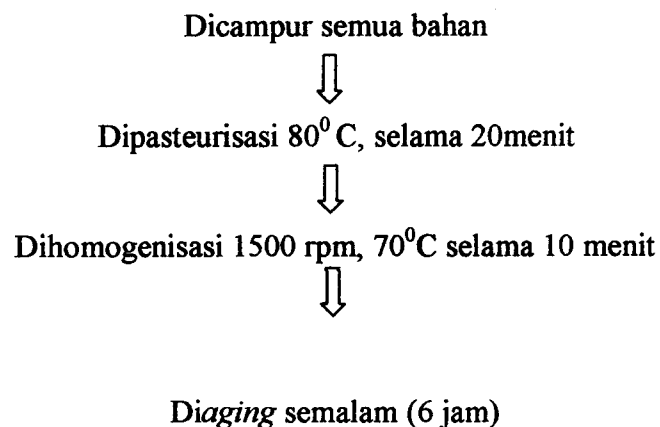 Dicampur semua bahan
Dipasteurisasi 80⁰ C, selama 20menit
Dihomogenisasi 1500 rpm, 70⁰C selama 10 menit
Diaging semalam (6 jam)